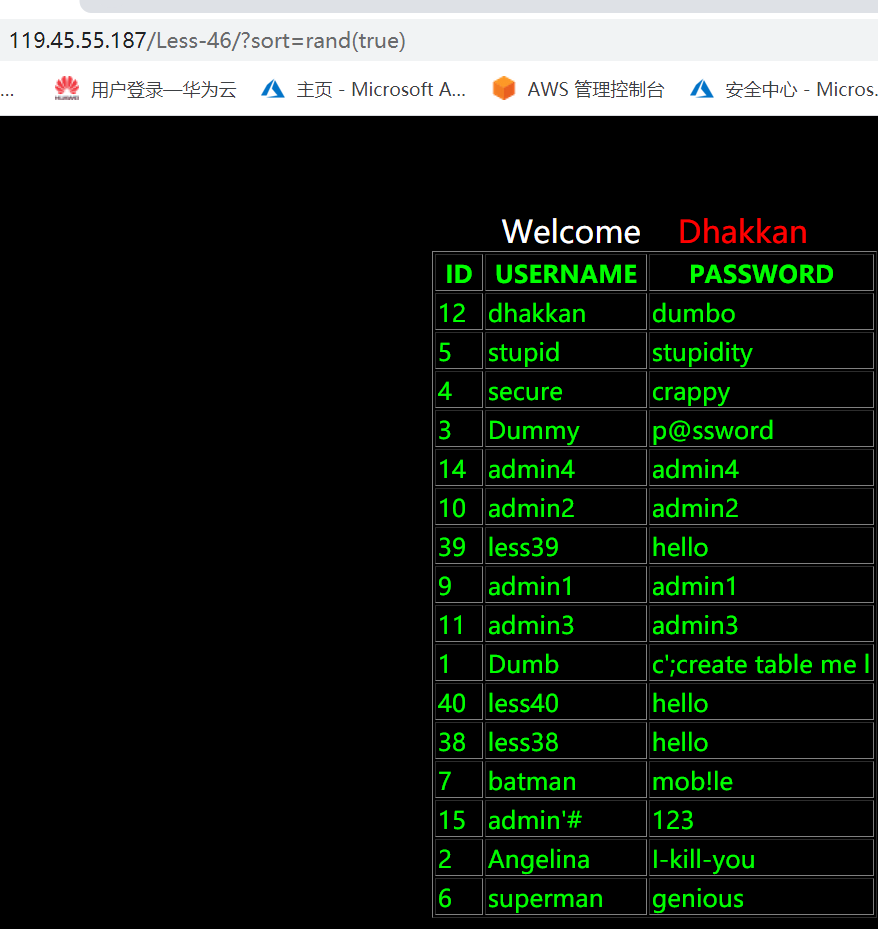 119.45.55.187/Less-46/?sort=rand(true)
... HUAWEI 用户登录—华为云 主页 - Microsoft A... AWS 管理控制台 安全中心 - Micros.
Welcome Dhakkan
ID USERNAME PASSWORD
12 dhakkan dumbo
5 stupid stupidity
4 secure crappy
3 Dummy p@ssword
14 admin4 admin4
10 admin2 admin2
39 less39 hello
9 admin1 admin1
11 admin3 admin3
1 Dumb c';create table me l
40 less40 hello
38 less38 hello
7 batman mob!le
15 admin'# 123
2 Angelina I-kill-you
6 superman genious